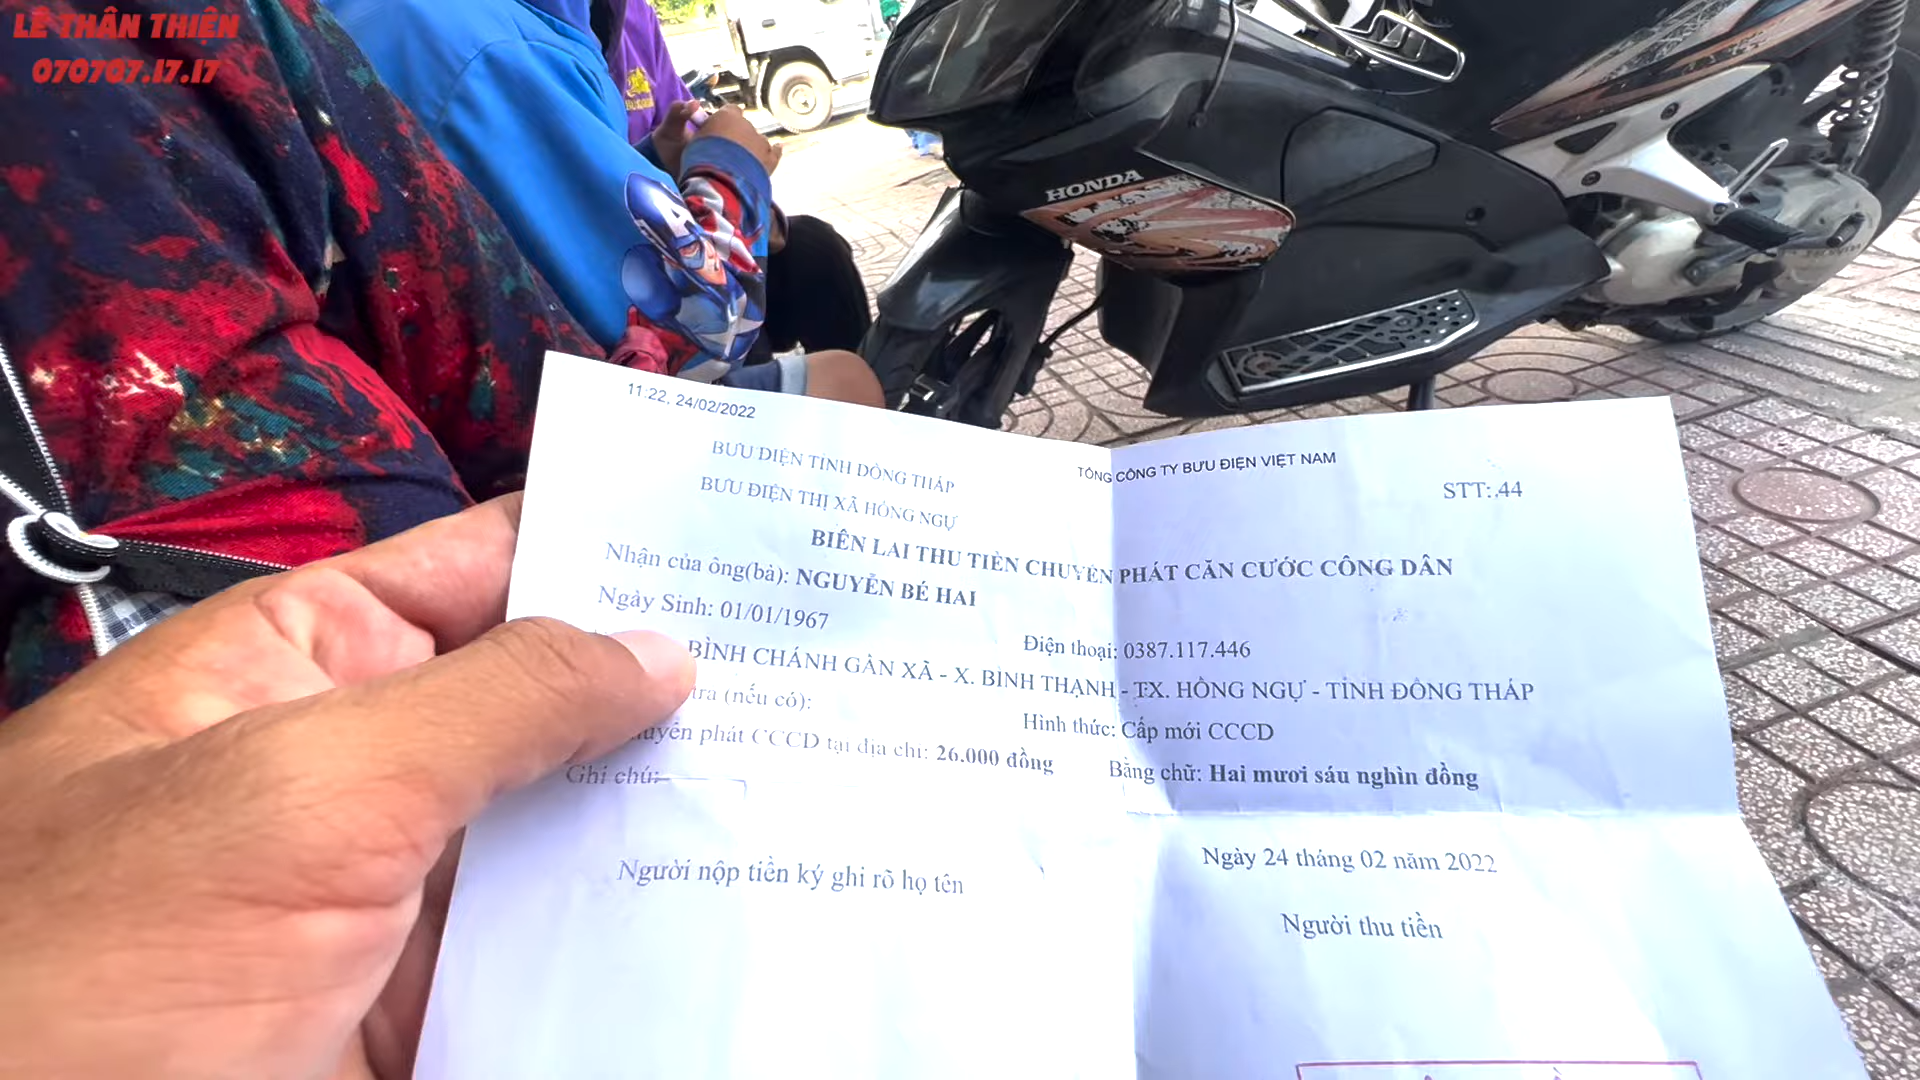 LÊ THÂN THIỆN
070707.17.17
HONDA
11:22, 24/02/2022
BƯU ĐIỆN TỈNH ĐỒNG THÁP
TỔNG CÔNG TY BƯU ĐIỆN VIỆT NAM
BƯU ĐIỆN THỊ XÃ HỒNG NGỰ
STT: 44
BIÊN LAI THU TIỀN CHUYỂN PHÁT CĂN CƯỚC CÔNG DÂN
Nhận của ông(bà): NGUYỄN BÉ HAI
Ngày Sinh: 01/01/1967
Điện thoại: 0387.117.446
BÌNH CHÁNH GẦN XÃ - X. BÌNH THẠNH - TX. HỒNG NGỰ - TỈNH ĐỒNG THÁP
tra (nếu có):
Hình thức: Cấp mới CCCD
phát CCCD tại địa chỉ: 26.000 đồng
Bằng chữ: Hai mươi sáu nghìn đồng
Ghi chú:
Ngày 24 tháng 02 năm 2022
Người nộp tiền ký ghi rõ họ tên
Người thu tiền